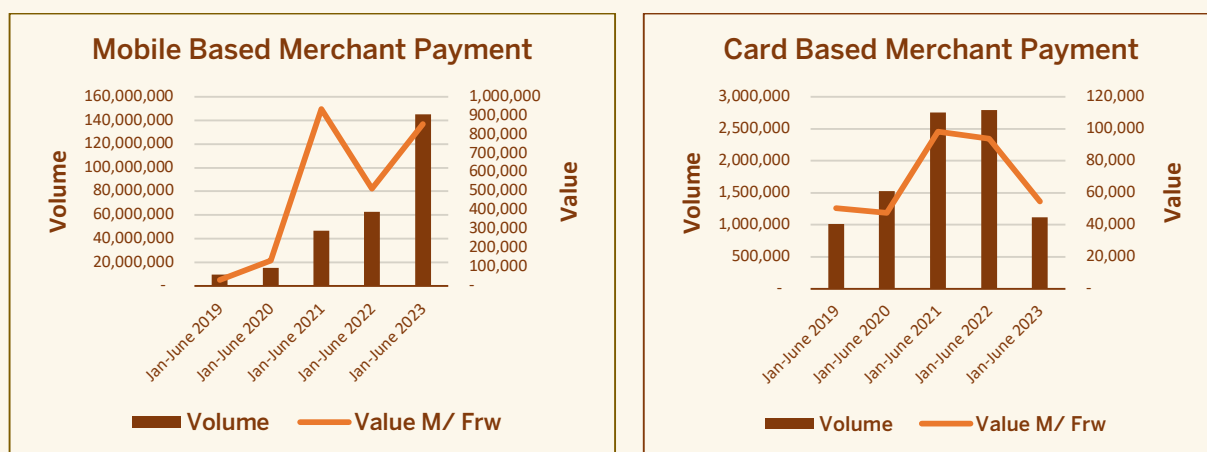 Mobile Based Merchant Payment
160,000,000
140,000,000
120,000,000
100,000,000
80,000,000
60,000,000
40,000,000
20,000,000
-
Volume
1,000,000
900,000
800,000
700,000
600,000
500,000
400,000
300,000
200,000
100,000
-
Value
Jan-June 2019
Jan-June 2020
Jan-June 2021
Jan-June 2022
Jan-June 2023
Volume
Value M/ Frw
Card Based Merchant Payment
3,000,000
2,500,000
2,000,000
1,500,000
1,000,000
500,000
-
Volume
120,000
100,000
80,000
60,000
40,000
20,000
-
Value
Jan-June 2019
Jan-June 2020
Jan-June 2021
Jan-June 2022
Jan-June 2023
Volume
Value M/ Frw